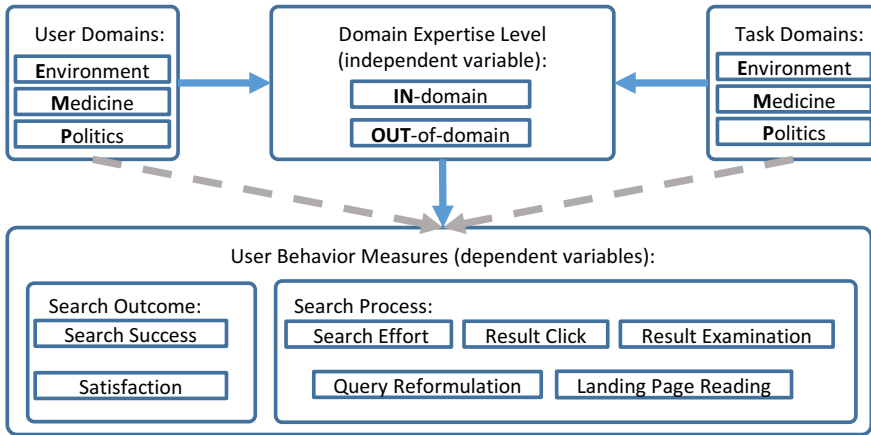 User Domains:
Environment
Medicine
Politics
Domain Expertise Level
(independent variable):
IN-domain
OUT-of-domain
Task Domains:
Environment
Medicine
Politics
User Behavior Measures (dependent variables):
Search Outcome:
Search Success
Satisfaction
Search Process:
Search Effort
Result Click
Result Examination
Query Reformulation
Landing Page Reading